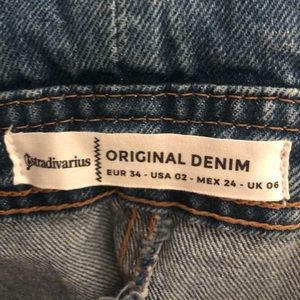 stradivarius
ORIGINAL DENIM
EUR 34 - USA 02 - MEX 24 - UK 06